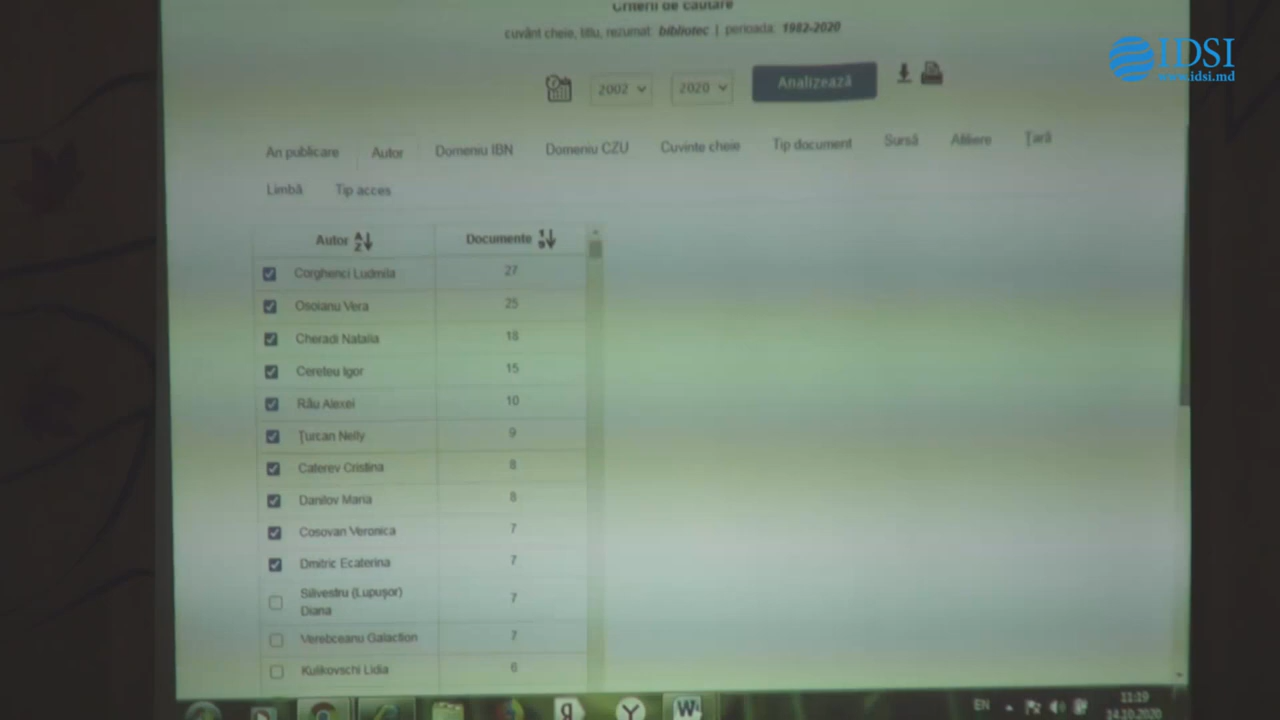 Criterii de căutare
cuvânt cheie, titlu, rezumat: bibliotec | perioada: 1982-2020
IDSI
www.idsi.md
2002 2020 Analizează
An publicare Autor Domeniu IBN Domeniu CZU Cuvinte cheie Tip document Sursă Afiliere Țară
Limbă Tip acces
Autor Documente
Corghenci Ludmila 27
Osoianu Vera 25
Cheradi Natalia 18
Cereteu Igor 15
Rău Alexei 10
Țurcan Nelly 9
Caterev Cristina 8
Danilov Maria 8
Cosovan Veronica 7
Dmitric Ecaterina 7
Silivestru (Lupușor)
Diana 7
Verebceanu Galaction 7
Kulikovschi Lidia 6
EN 11:19
14.10.2020